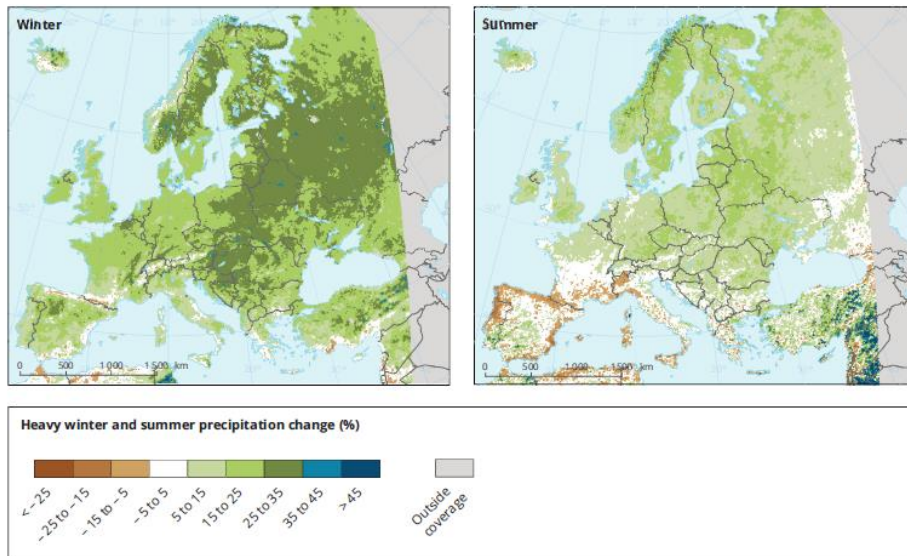 Winter
Summer
0 500 1 000 1 500 km
0 500 1 000 1 500 km
Heavy winter and summer precipitation change (%)
< – 25
– 25 to – 15
– 15 to – 5
– 5 to 5
5 to 15
15 to 25
25 to 35
35 to 45
> 45
Outside
coverage